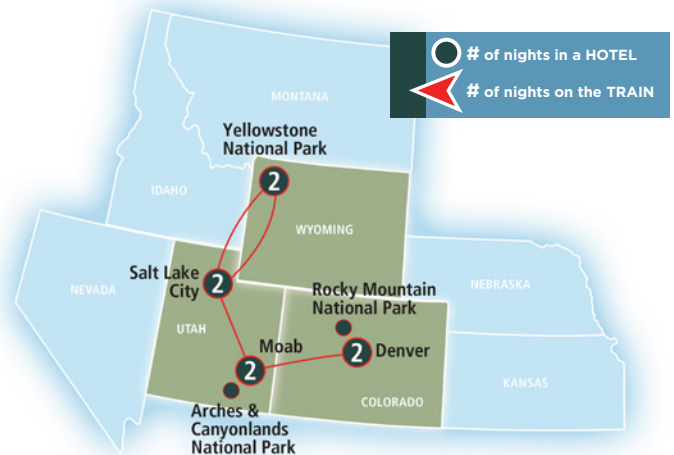 # of nights in a HOTEL
# of nights on the TRAIN
MONTANA
Yellowstone
National Park
2
IDAHO
WYOMING
Salt Lake
City
2
NEVADA
NEBRASKA
Rocky Mountain
National Park
UTAH
Moab
2
2
Denver
KANSAS
COLORADO
Arches &
Canyonlands
National Park